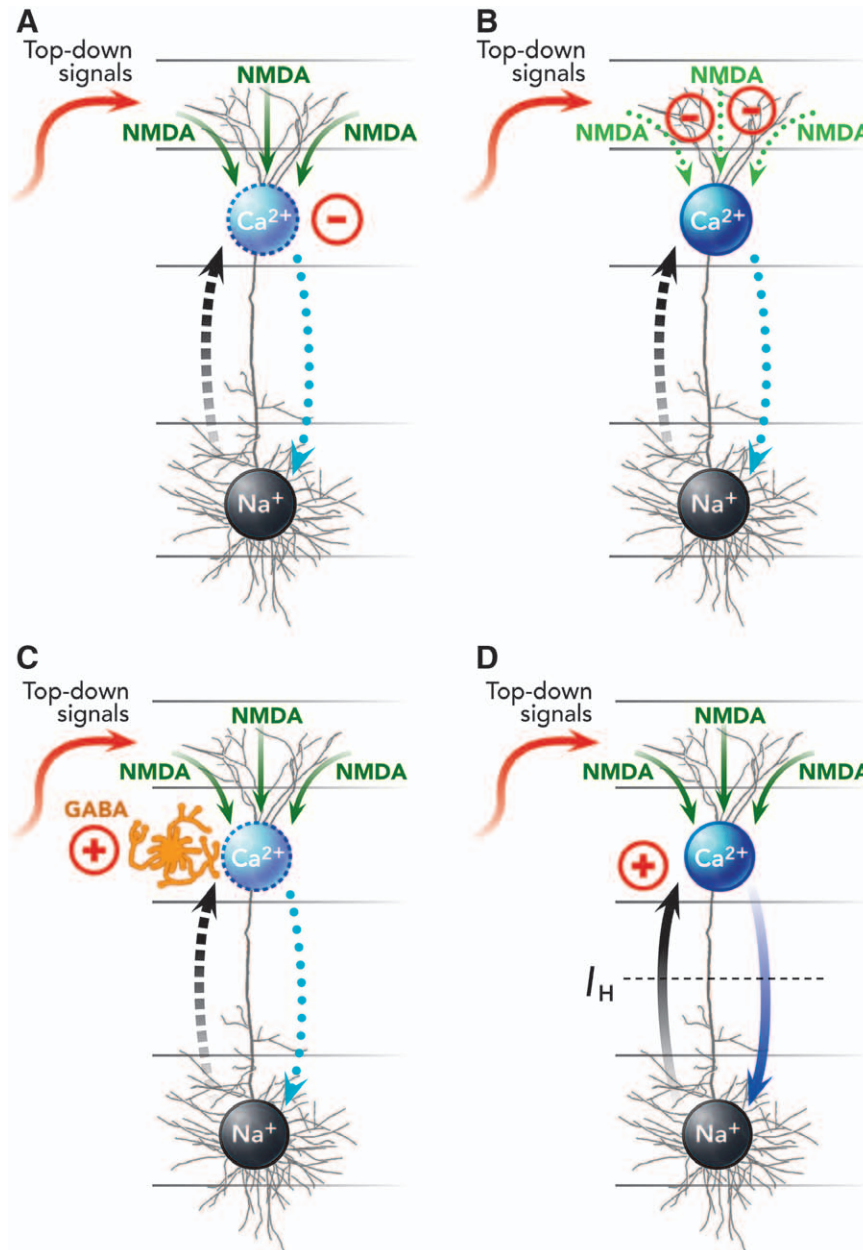 A
Top-down
signals
NMDA
NMDA
NMDA
Ca2+
−
Na+
B
Top-down
signals
NMDA
NMDA
NMDA
− −
Ca2+
Na+
C
Top-down
signals
NMDA
NMDA
NMDA
GABA
+
Ca2+
Na+
D
Top-down
signals
NMDA
NMDA
NMDA
+
Ca2+
IH
Na+